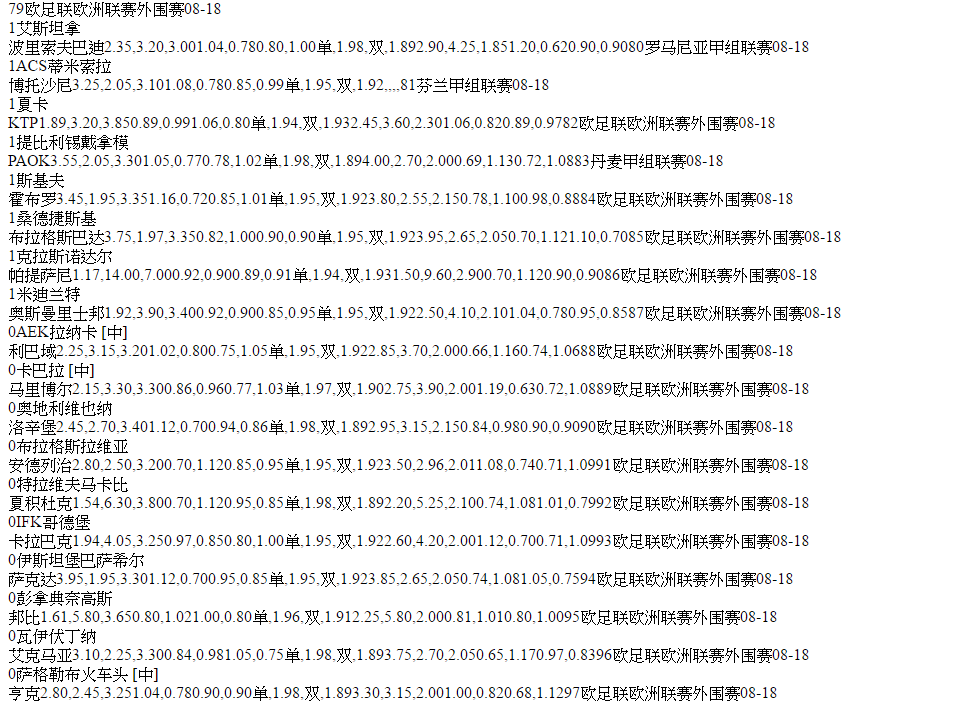 79欧足联欧洲联赛外围赛08-18
1艾斯坦拿
波里索夫巴迪2.35,3.20,3.001.04,0.780.80,1.00单,1.98,双,1.892.90,4.25,1.851.20,0.620.90,0.9080罗马尼亚甲组联赛08-18
1ACS蒂米索拉
博托沙尼3.25,2.05,3.101.08,0.780.85,0.99单,1.95,双,1.92,,,,81芬兰甲组联赛08-18
1夏卡
KTP1.89,3.20,3.850.89,0.991.06,0.80单,1.94,双,1.932.45,3.60,2.301.06,0.820.89,0.9782欧足联欧洲联赛外围赛08-18
1提比利锡戴拿模
PAOK3.55,2.05,3.301.05,0.770.78,1.02单,1.98,双,1.894.00,2.70,2.000.69,1.130.72,1.0883丹麦甲组联赛08-18
1斯基夫
霍布罗3.45,1.95,3.351.16,0.720.85,1.01单,1.95,双,1.923.80,2.55,2.150.78,1.100.98,0.8884欧足联欧洲联赛外围赛08-18
1桑德捷斯基
布拉格斯巴达3.75,1.97,3.350.82,1.000.90,0.90单,1.95,双,1.923.95,2.65,2.050.70,1.121.10,0.7085欧足联欧洲联赛外围赛08-18
1克拉斯诺达尔
帕提萨尼1.17,14.00,7.000.92,0.900.89,0.91单,1.94,双,1.931.50,9.60,2.900.70,1.120.90,0.9086欧足联欧洲联赛外围赛08-18
1米迪兰特
奥斯曼里士邦1.92,3.90,3.400.92,0.900.85,0.95单,1.95,双,1.922.50,4.10,2.101.04,0.780.95,0.8587欧足联欧洲联赛外围赛08-18
0AEK拉纳卡 [中]
利巴域2.25,3.15,3.201.02,0.800.75,1.05单,1.95,双,1.922.85,3.70,2.000.66,1.160.74,1.0688欧足联欧洲联赛外围赛08-18
0卡巴拉 [中]
马里博尔2.15,3.30,3.300.86,0.960.77,1.03单,1.97,双,1.902.75,3.90,2.001.19,0.630.72,1.0889欧足联欧洲联赛外围赛08-18
0奥地利维也纳
洛辛堡2.45,2.70,3.401.12,0.700.94,0.86单,1.98,双,1.892.95,3.15,2.150.84,0.980.90,0.9090欧足联欧洲联赛外围赛08-18
0布拉格斯拉维亚
安德列治2.80,2.50,3.200.70,1.120.85,0.95单,1.95,双,1.923.50,2.96,2.011.08,0.740.71,1.0991欧足联欧洲联赛外围赛08-18
0特拉维夫马卡比
夏积杜克1.54,6.30,3.800.70,1.120.95,0.85单,1.98,双,1.892.20,5.25,2.100.74,1.081.01,0.7992欧足联欧洲联赛外围赛08-18
0IFK哥德堡
卡拉巴克1.94,4.05,3.250.97,0.850.80,1.00单,1.95,双,1.922.60,4.20,2.001.12,0.700.71,1.0993欧足联欧洲联赛外围赛08-18
0伊斯坦堡巴萨希尔
萨克达3.95,1.95,3.301.12,0.700.95,0.85单,1.95,双,1.923.85,2.65,2.050.74,1.081.05,0.7594欧足联欧洲联赛外围赛08-18
0彭拿典奈高斯
邦比1.61,5.80,3.650.80,1.021.00,0.80单,1.96,双,1.912.25,5.80,2.000.81,1.010.80,1.0095欧足联欧洲联赛外围赛08-18
0瓦伊伏丁纳
艾克马亚3.10,2.25,3.300.84,0.981.05,0.75单,1.98,双,1.893.75,2.70,2.050.65,1.170.97,0.8396欧足联欧洲联赛外围赛08-18
0萨格勒布火车头 [中]
亨克2.80,2.45,3.251.04,0.780.90,0.90单,1.98,双,1.893.30,3.15,2.001.00,0.820.68,1.1297欧足联欧洲联赛外围赛08-18